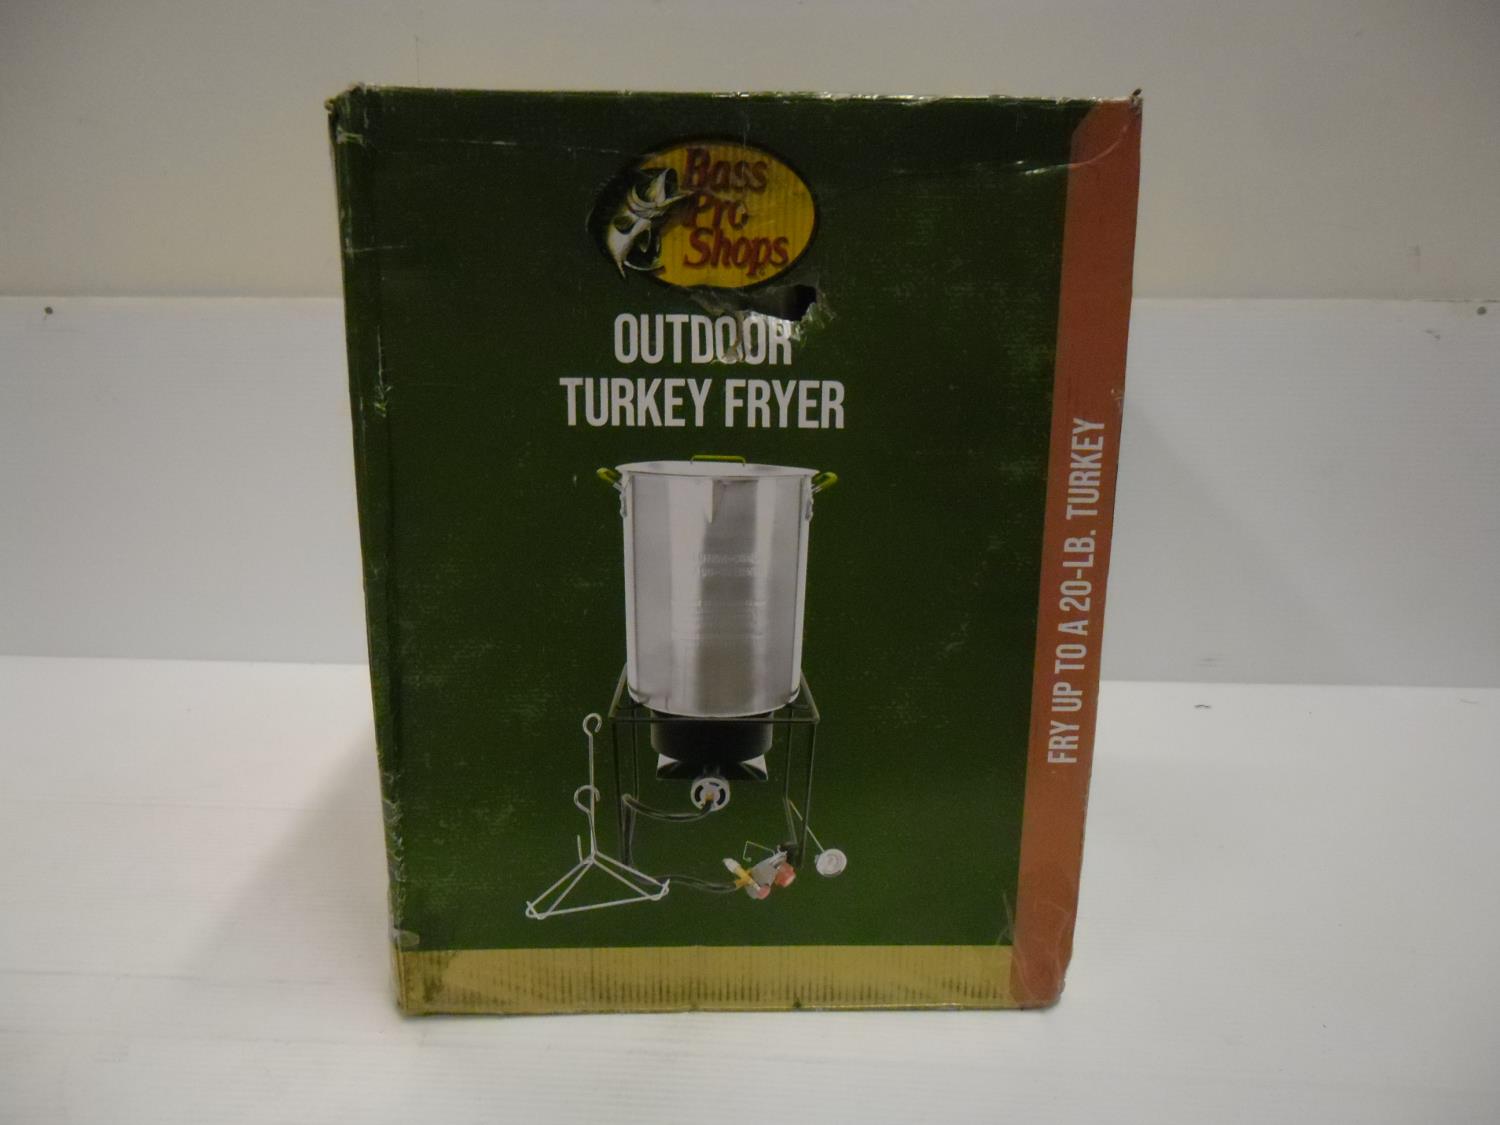 Bass
Pro
Shops
OUTDOOR
TURKEY FRYER
FRY UP TO A 20-LB. TURKEY